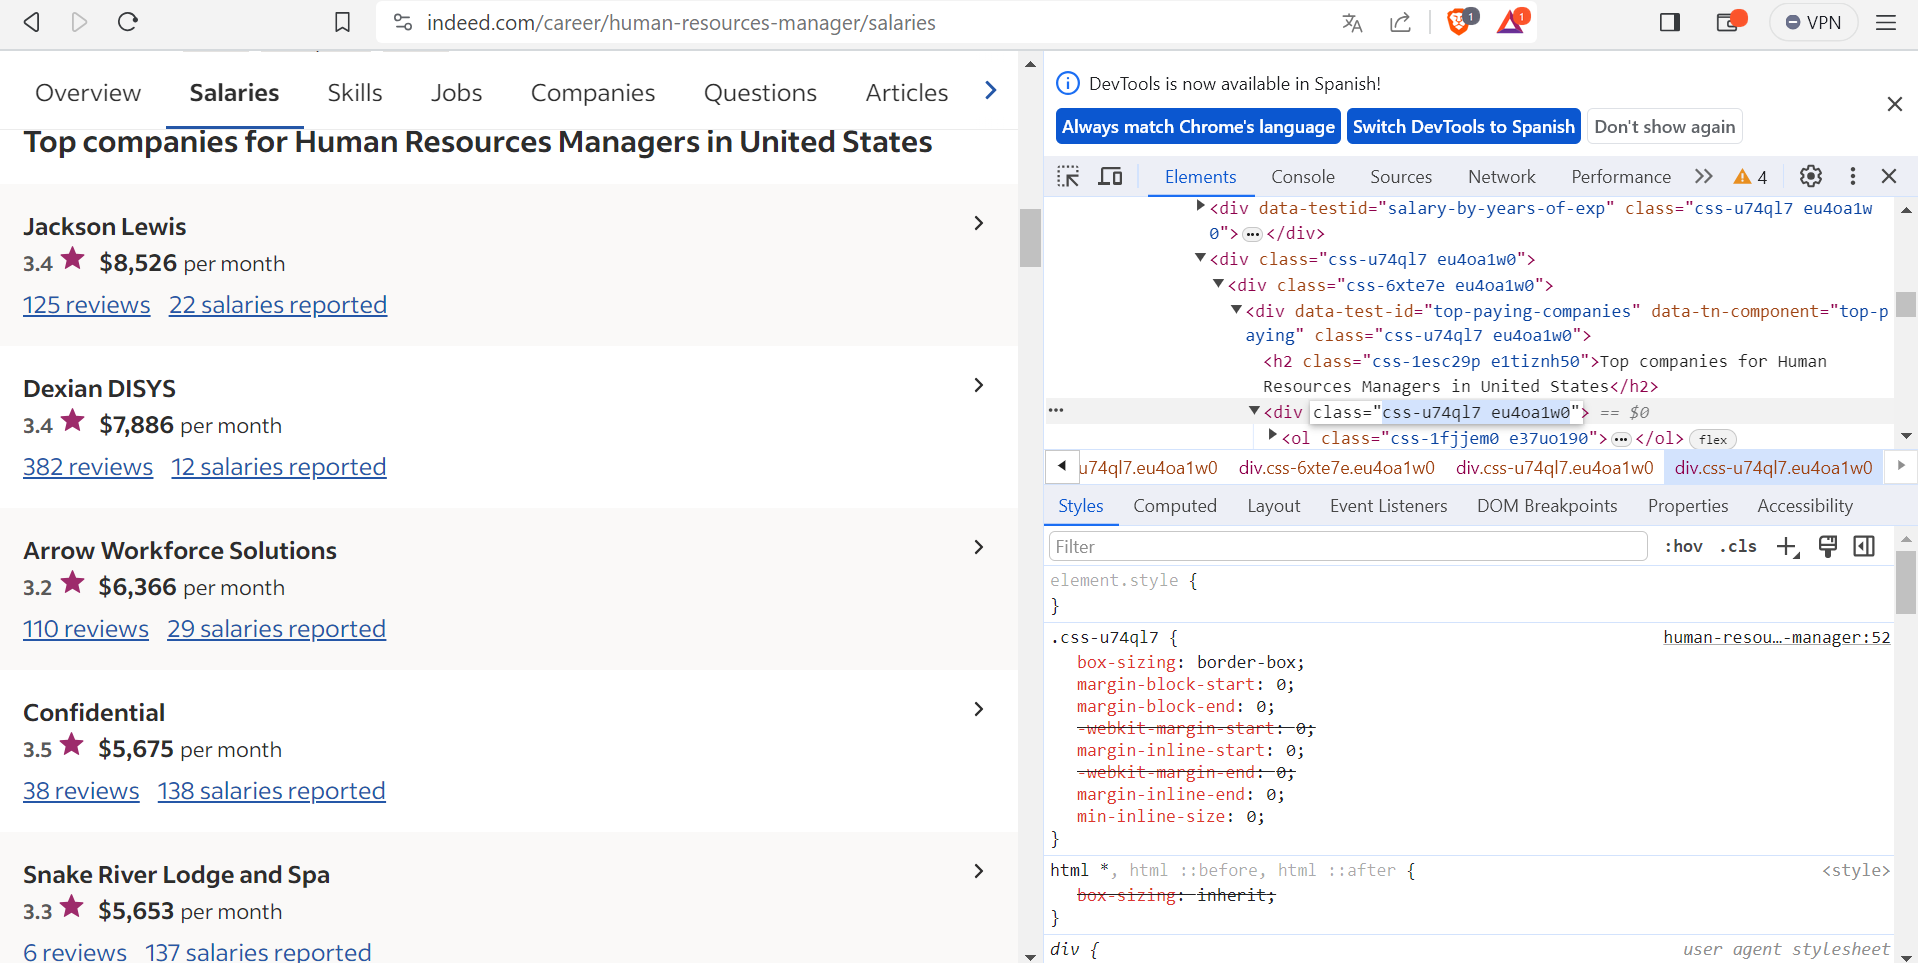 indeed.com/career/human-resources-manager/salaries
1
1
VPN
Overview Salaries Skills Jobs Companies Questions Articles
Top companies for Human Resources Managers in United States
Jackson Lewis
3.4 $8,526 per month
125 reviews 22 salaries reported
Dexian DISYS
3.4 $7,886 per month
382 reviews 12 salaries reported
Arrow Workforce Solutions
3.2 $6,366 per month
110 reviews 29 salaries reported
Confidential
3.5 $5,675 per month
38 reviews 138 salaries reported
Snake River Lodge and Spa
3.3 $5,653 per month
6 reviews 137 salaries reported
DevTools is now available in Spanish!
Always match Chrome's language Switch DevTools to Spanish Don't show again
Elements Console Sources Network Performance 4
<div data-testid="salary-by-years-of-exp" class="css-u74ql7 eu4oa1w
0"> … </div>
<div class="css-u74ql7 eu4oa1w0">
<div class="css-6xte7e eu4oa1w0">
<div data-test-id="top-paying-companies" data-tn-component="top-p
aying" class="css-u74ql7 eu4oa1w0">
<h2 class="css-1esc29p e1tiznh50">Top companies for Human
Resources Managers in United States</h2>
… <div class="css-u74ql7 eu4oa1w0"> == $0
<ol class="css-1fjjem0 e37uo190"> … </ol> flex
u74ql7.eu4oa1w0 div.css-6xte7e.eu4oa1w0 div.css-u74ql7.eu4oa1w0 div.css-u74ql7.eu4oa1w0
Styles Computed Layout Event Listeners DOM Breakpoints Properties Accessibility
Filter :hov .cls
element.style {
}
.css-u74ql7 { human-resou…-manager:52
box-sizing: border-box;
margin-block-start: 0;
margin-block-end: 0;
-webkit-margin-start: 0;
margin-inline-start: 0;
-webkit-margin-end: 0;
margin-inline-end: 0;
min-inline-size: 0;
}
html *, html ::before, html ::after { <style>
box-sizing: inherit;
}
div { user agent stylesheet